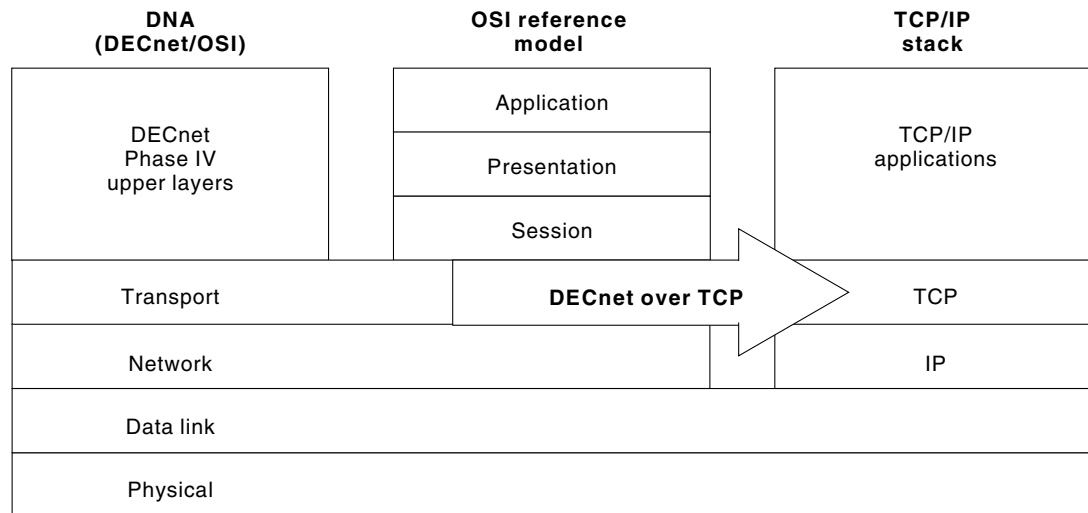 DNA
(DECnet/OSI)
OSI reference
model
TCP/IP
stack
DECnet
Phase IV
upper layers
Application
Presentation
Session
TCP/IP
applications
Transport
DECnet over TCP
TCP
Network
IP
Data link
Physical